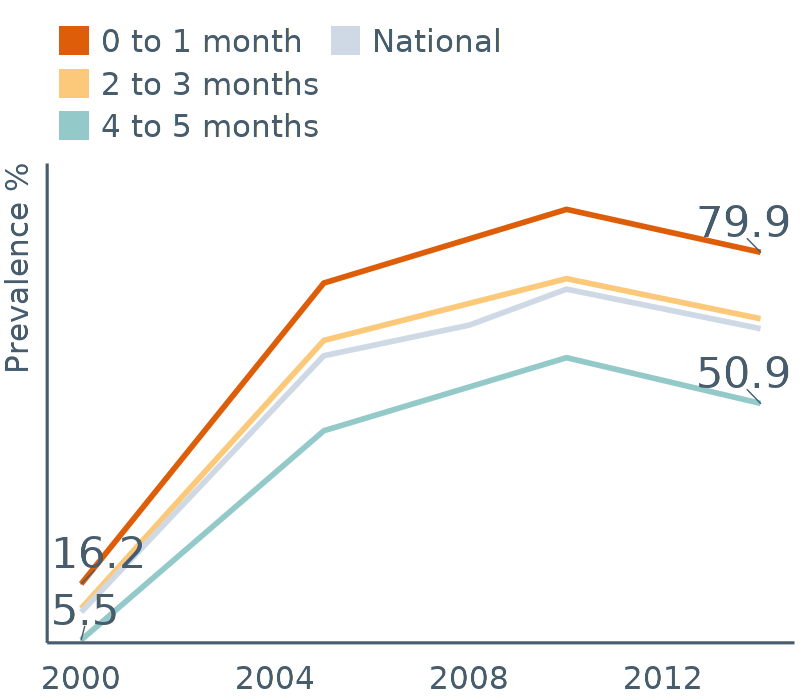 0 to 1 month
National
2 to 3 months
4 to 5 months
Prevalence %
79.9
50.9
16.2
5.5
2000 2004 2008 2012